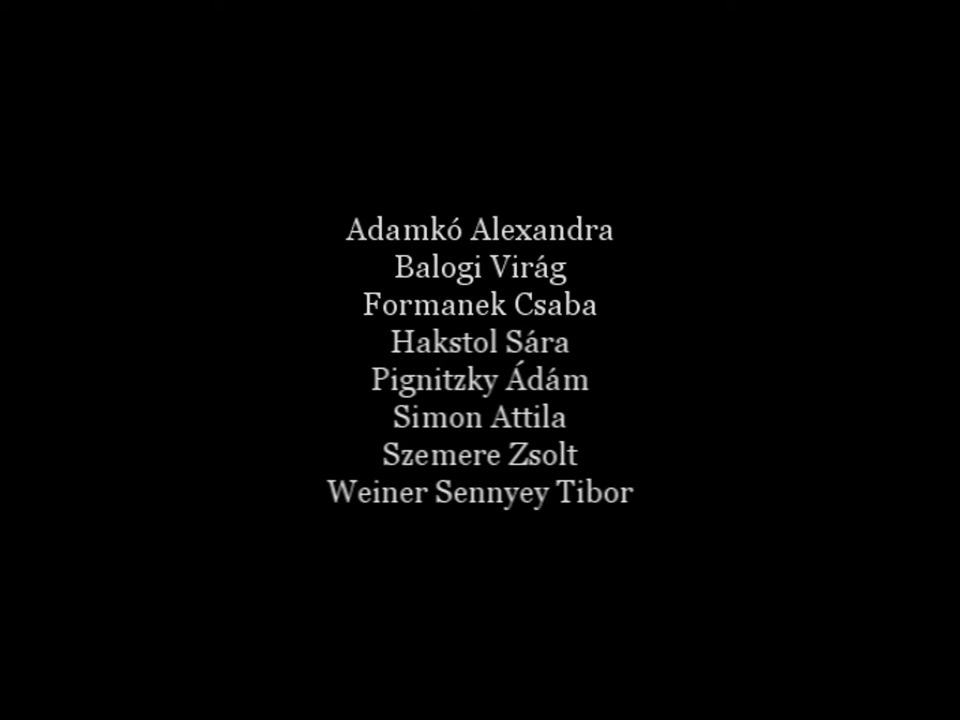 Adamkó Alexandra
Balogi Virág
Formanek Csaba
Hakstol Sára
Pignitzky Ádám
Simon Attila
Szemere Zsolt
Weiner Sennyey Tibor